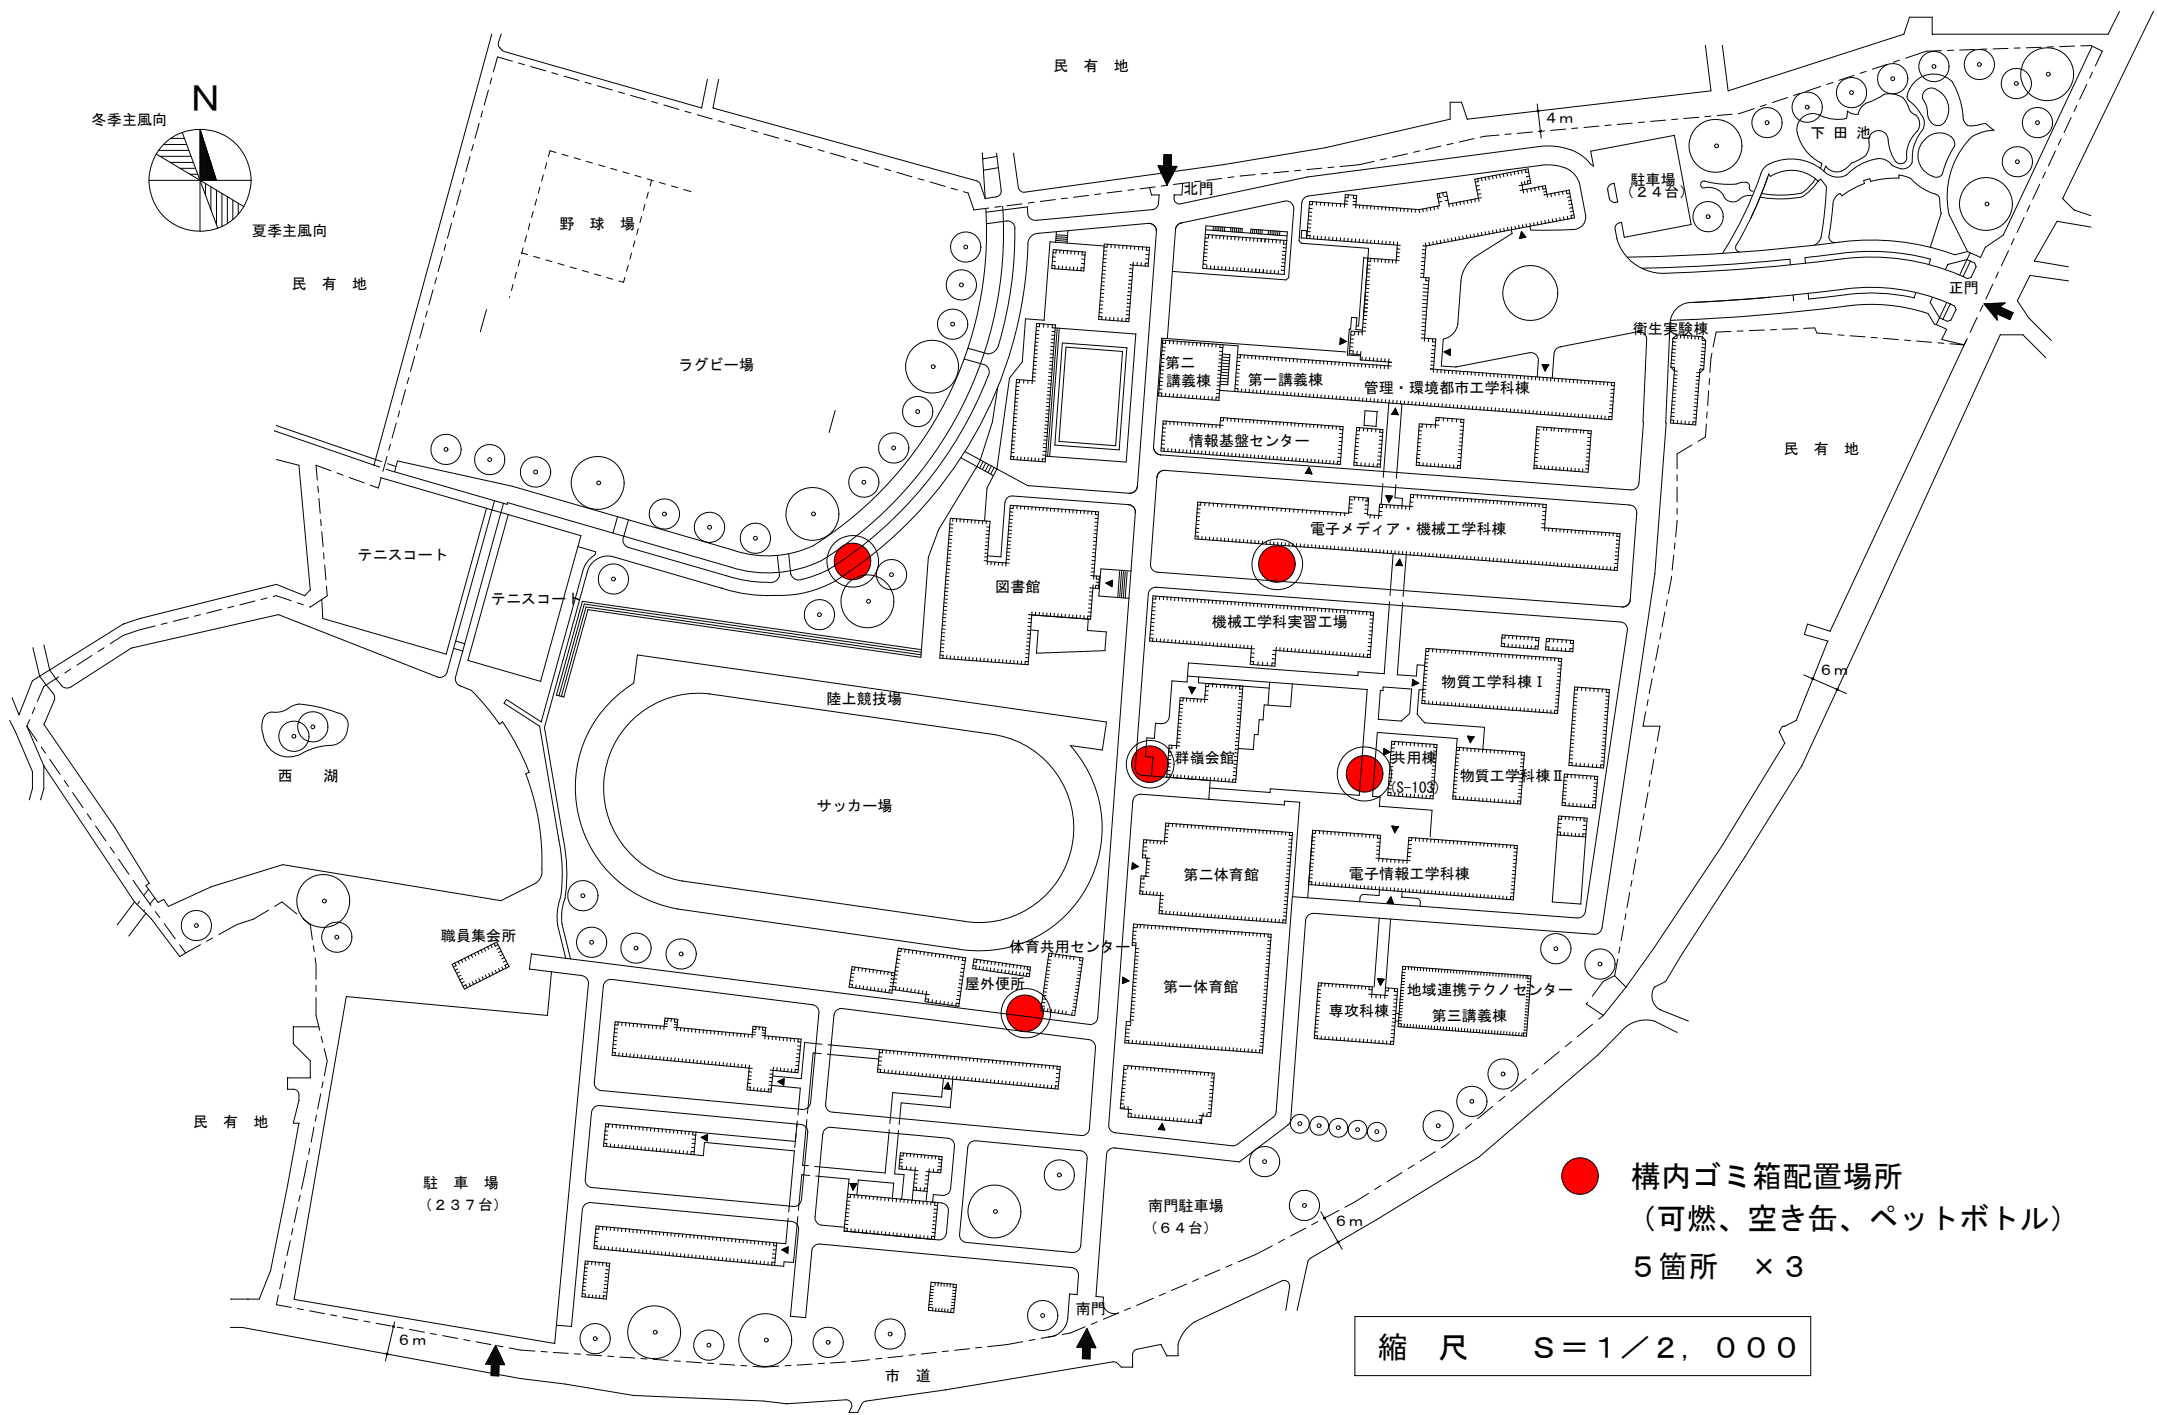 民　有　地
N
冬季主風向
夏季主風向
4m
下 田 池
駐車場
(24台)
北門
野 球 場
民　有　地
正門
衛生実験棟
ラグビー場
第二
講義棟
第一講義棟
管理・環境都市工学科棟
情報基盤センター
民　有　地
電子メディア・機械工学科棟
テニスコート
テニスコート
図書館
機械工学科実習工場
物質工学科棟Ⅰ
6m
陸上競技場
群嶺会館
共用棟
(S-103)
物質工学科棟Ⅱ
西　湖
サッカー場
第二体育館
電子情報工学科棟
職員集会所
体育共用センター
屋外便所
第一体育館
専攻科棟
地域連携テクノセンター
第三講義棟
民　有　地
駐 車 場
(237台)
南門駐車場
(64台)
6m
構内ゴミ箱配置場所
(可燃、空き缶、ペットボトル)
5箇所　×3
南門
6m
市　道
縮　尺　S=1/2,000